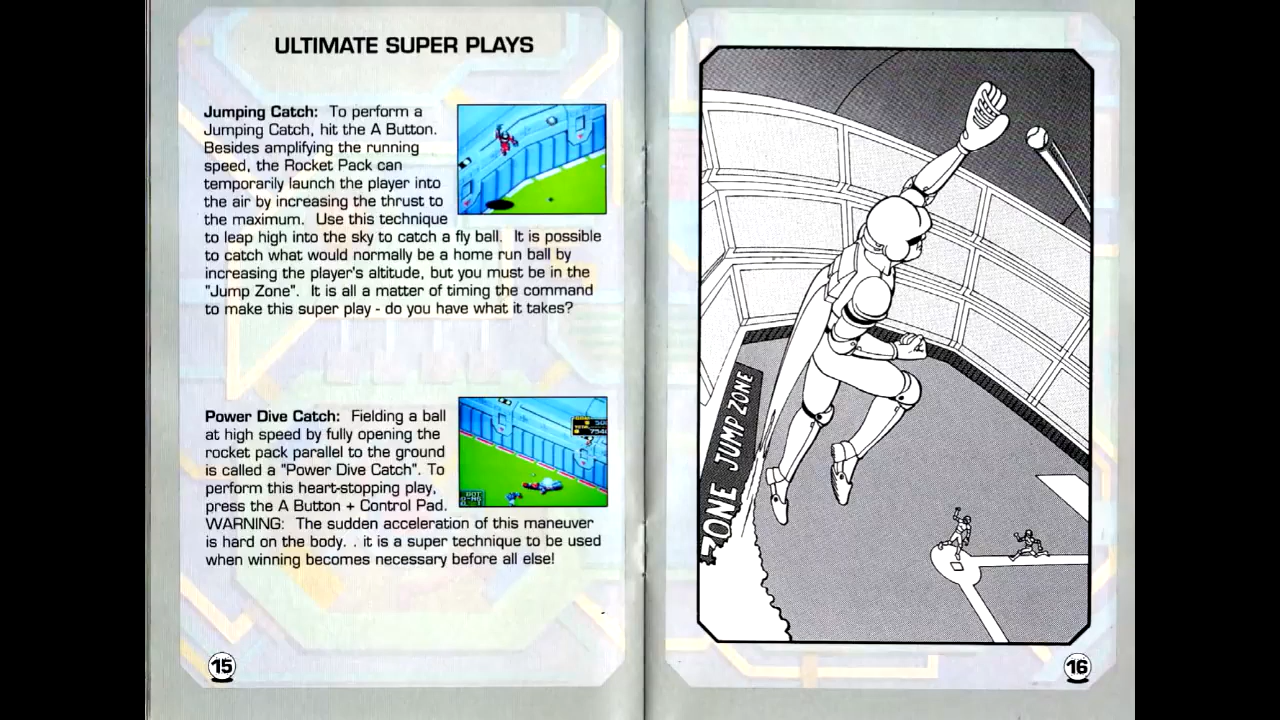 ULTIMATE SUPER PLAYS
Jumping Catch: To perform a
Jumping Catch, hit the A Button.
Besides amplifying the running
speed, the Rocket Pack can
temporarily launch the player into
the air by increasing the thrust to
the maximum. Use this technique
to leap high into the sky to catch a fly ball. It is possible
to catch what would normally be a home run ball by
increasing the player's altitude, but you must be in the
"Jump Zone". It is all a matter of timing the command
to make this super play - do you have what it takes?
Power Dive Catch: Fielding a ball
at high speed by fully opening the
rocket pack parallel to the ground
is called a "Power Dive Catch". To
perform this heart-stopping play,
press the A Button + Control Pad.
WARNING: The sudden acceleration of this maneuver
is hard on the body. . it is a super technique to be used
when winning becomes necessary before all else!
15
ZONE JUMP ZONE
16